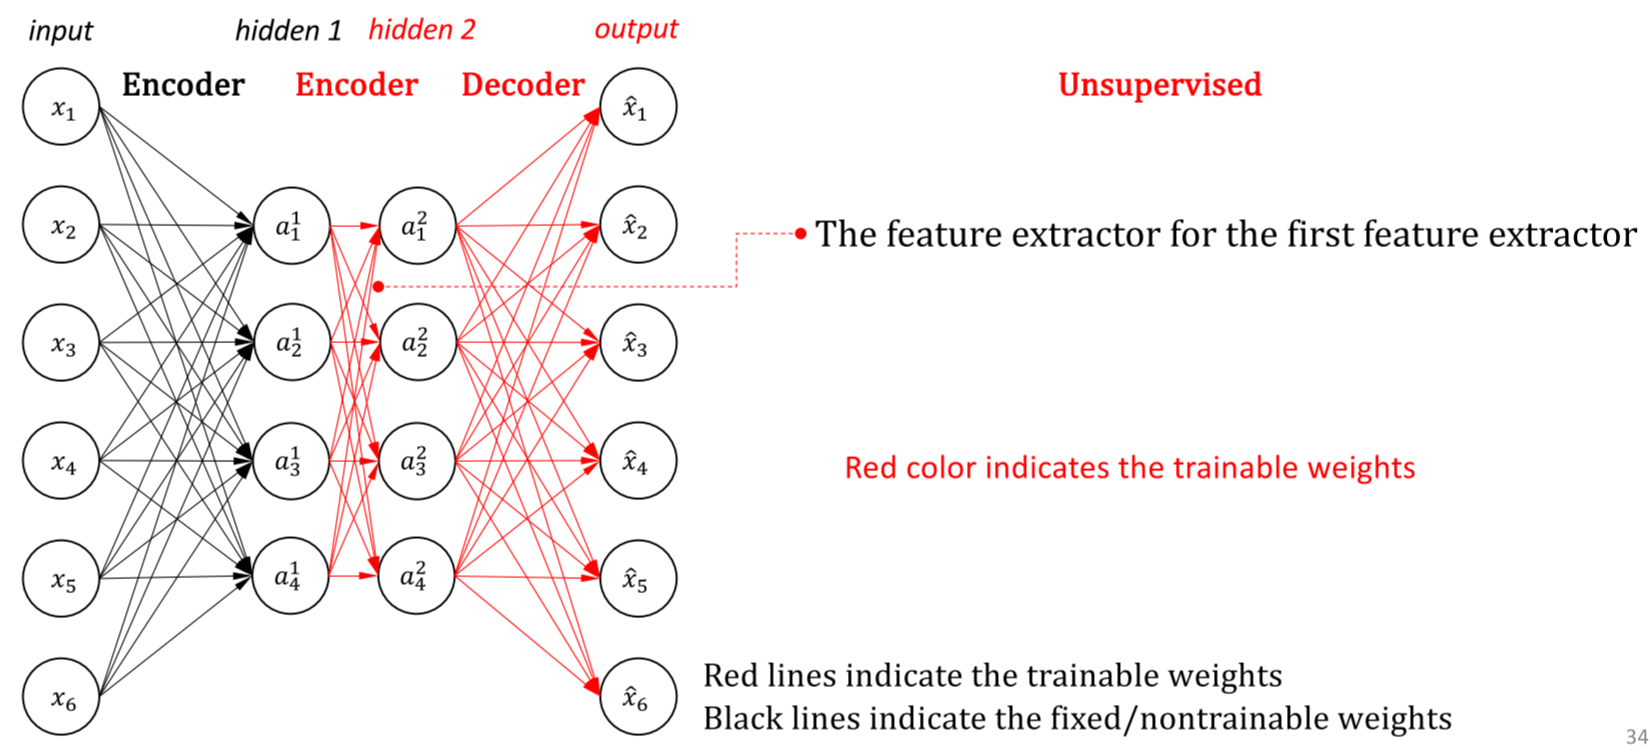 input hidden 1 hidden 2 output
Encoder Encoder Decoder Unsupervised
x₁ x̂₁
x₂ a₁¹ a₁² x̂₂
The feature extractor for the first feature extractor
x₃ a₂¹ a₂² x̂₃
x₄ a₃¹ a₃² x̂₄
Red color indicates the trainable weights
x₅ a₄¹ a₄² x̂₅
x₆ x̂₆
Red lines indicate the trainable weights
Black lines indicate the fixed/nontrainable weights
34